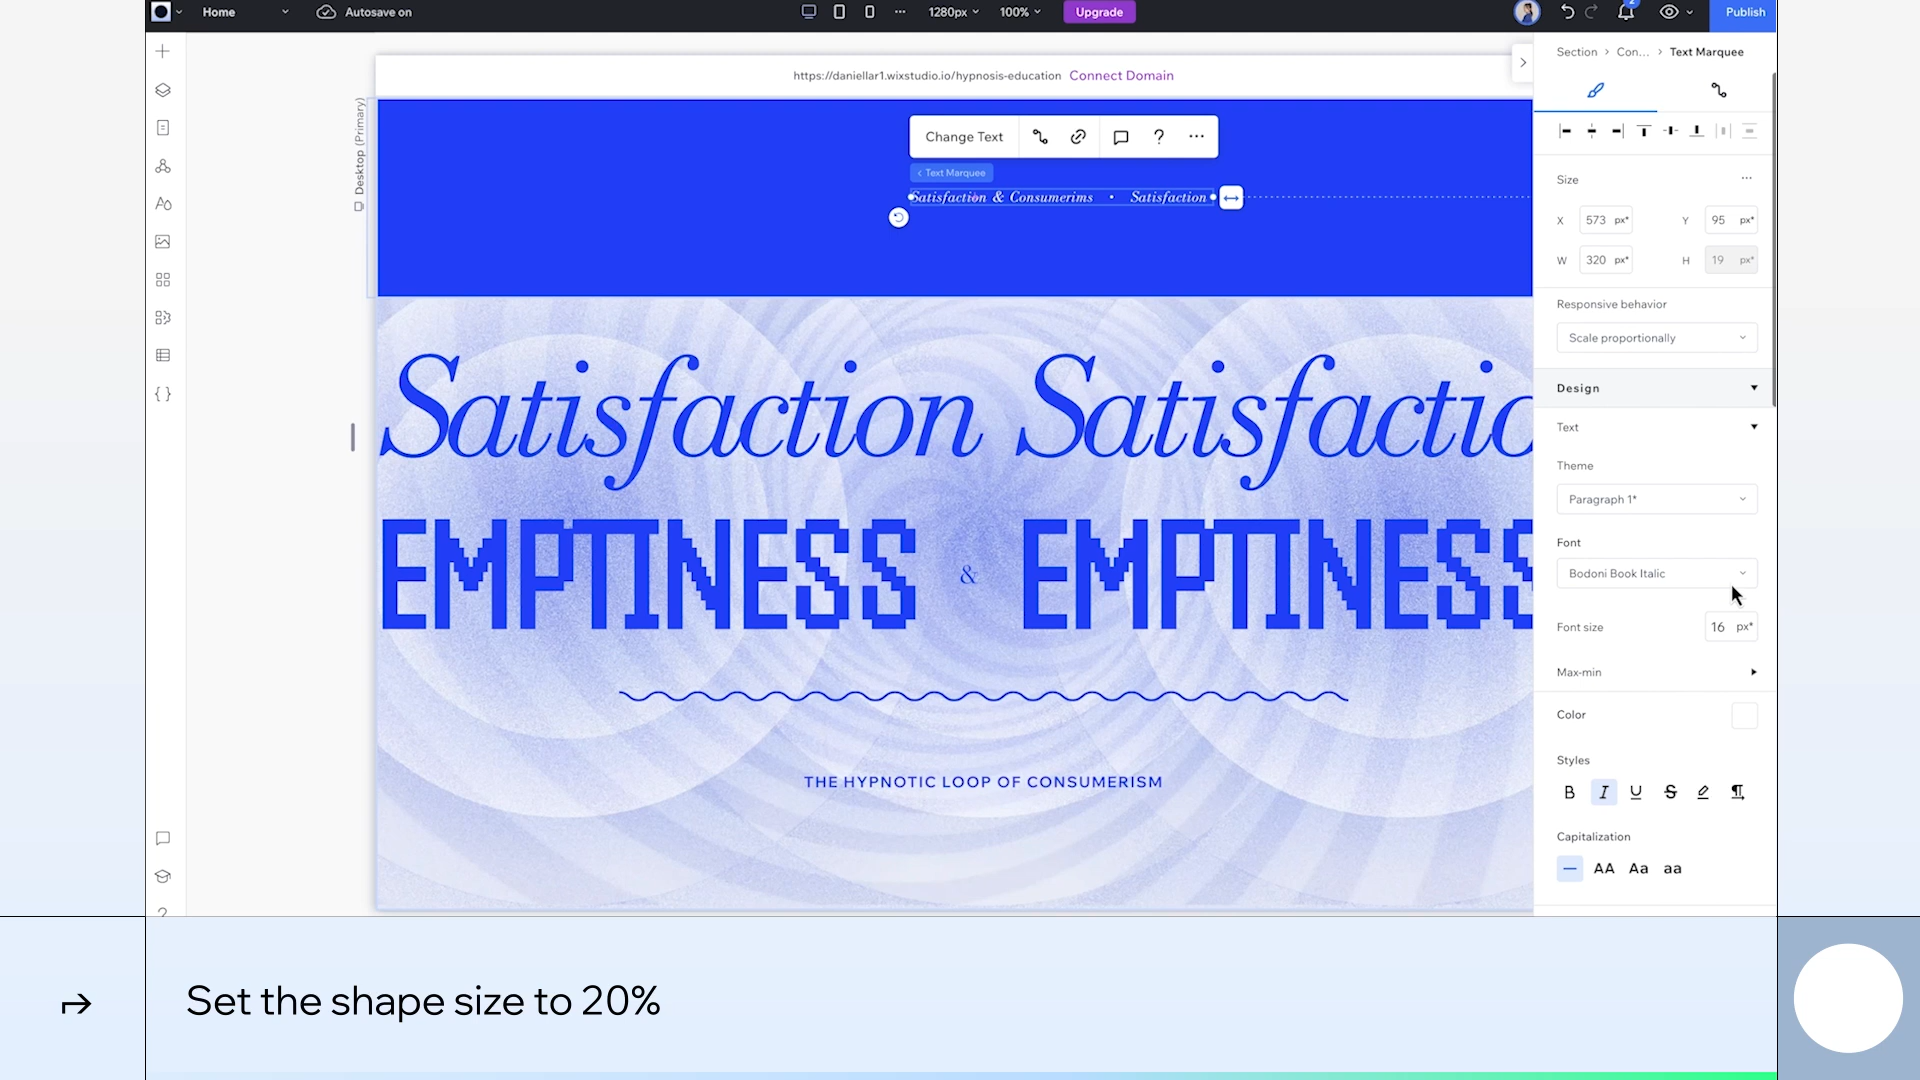 Home
Autosave on
1280px
100%
Upgrade
2
Publish
https://daniellar1.wixstudio.io/hypnosis-education Connect Domain
Section > Con... > Text Marquee
Desktop (Primary)
Change Text
?
< Text Marquee
Satisfaction & Consumerims • Satisfaction
Size
X 573 px* Y 95 px*
W 320 px* H 19 px*
Responsive behavior
Scale proportionally
Design
Text
Theme
Paragraph 1*
Font
Bodoni Book Italic
Font size 16 px*
Max-min
Color
Styles
B I U S
Capitalization
— AA Aa aa
Satisfaction Satisfactio
EMPTINESS & EMPTINESS
THE HYPNOTIC LOOP OF CONSUMERISM
Set the shape size to 20%